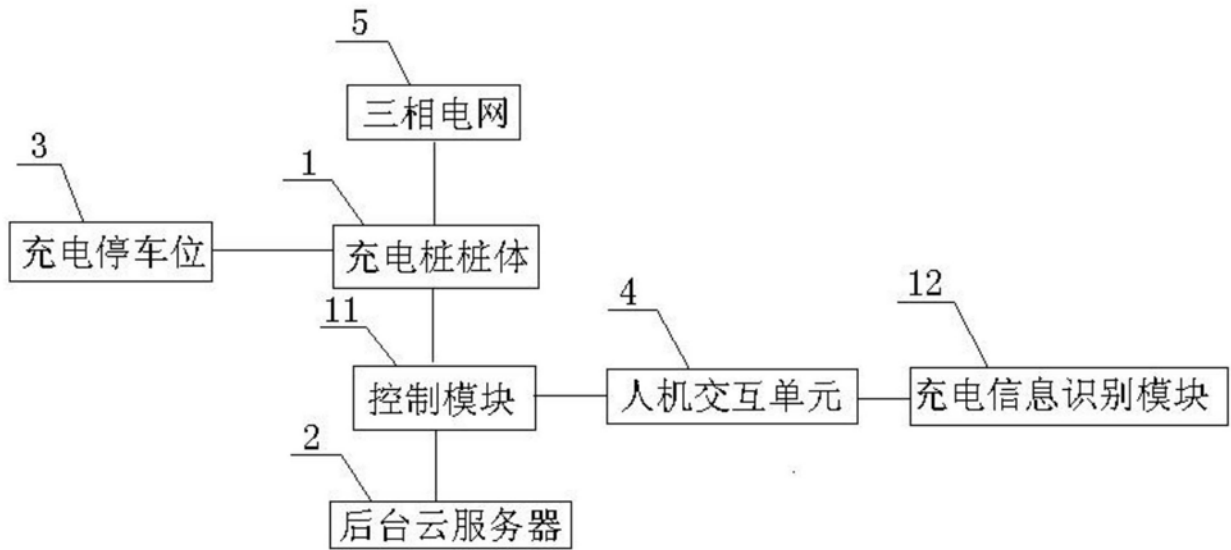 5
三相电网
3
1
充电停车位
充电桩桩体
11
4
12
控制模块
人机交互单元
充电信息识别模块
2
后台云服务器